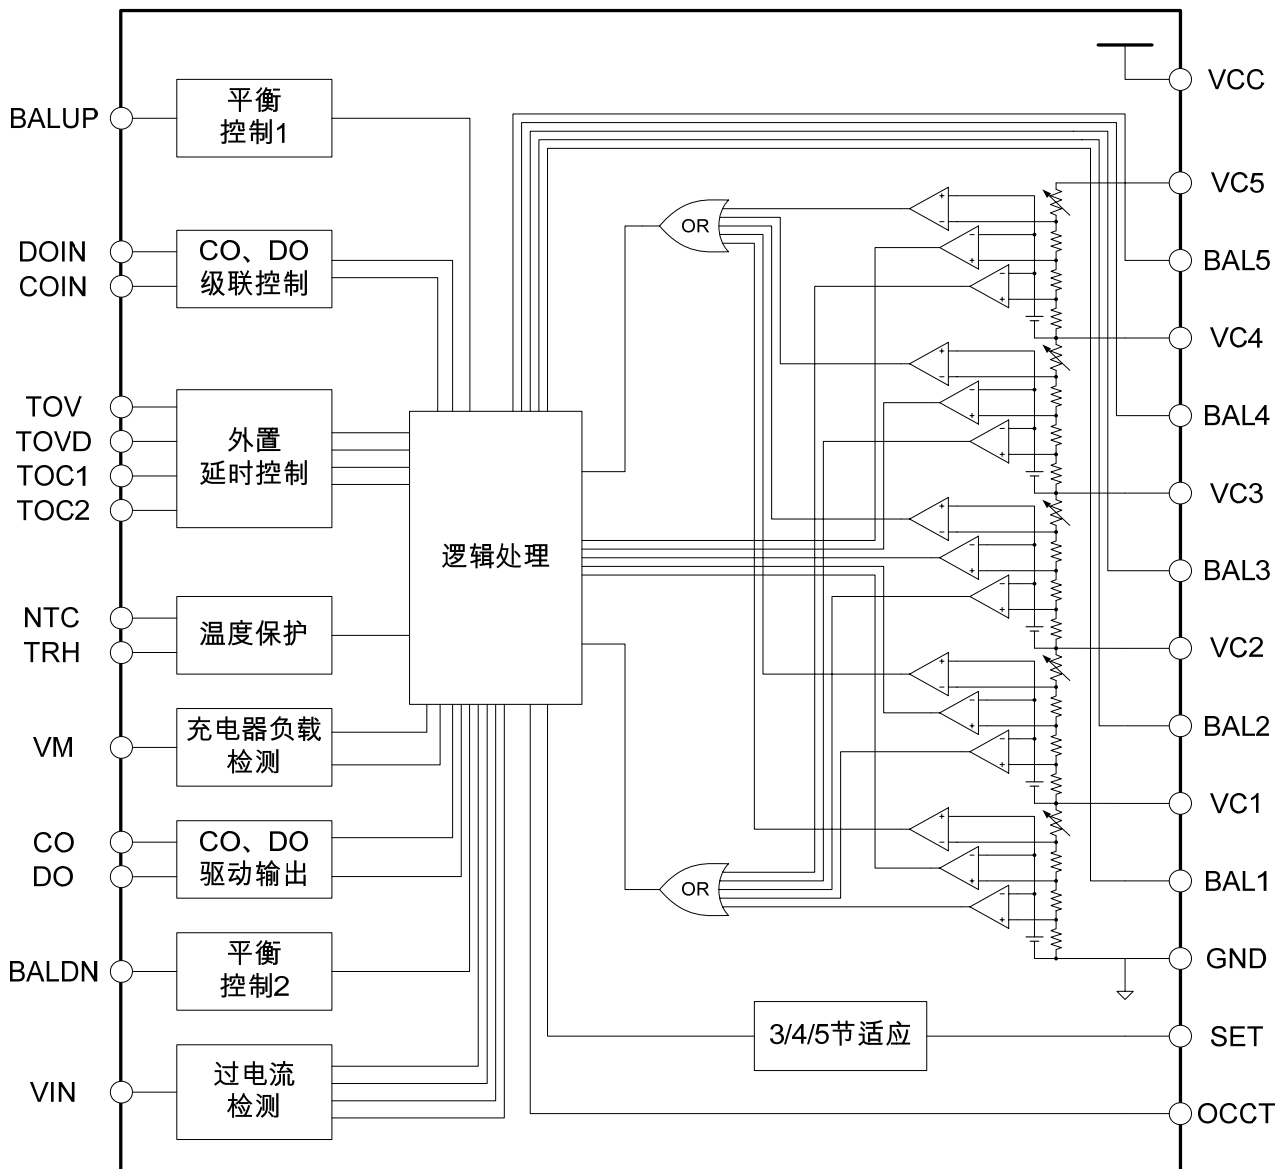 BALUP
平衡
控制1
DOIN
COIN
CO、DO
级联控制
TOV
TOVD
TOC1
TOC2
外置
延时控制
NTC
TRH
温度保护
VM
充电器负载
检测
CO
DO
CO、DO
驱动输出
BALDN
平衡
控制2
VIN
过电流
检测
逻辑处理
OR
OR
3/4/5节适应
VCC
VC5
BAL5
VC4
BAL4
VC3
BAL3
VC2
BAL2
VC1
BAL1
GND
SET
OCCT